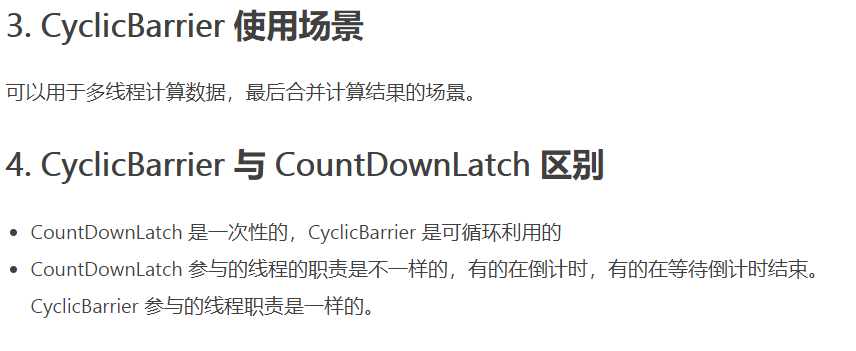 3. CyclicBarrier 使用场景
可以用于多线程计算数据，最后合并计算结果的场景。
4. CyclicBarrier 与 CountDownLatch 区别
• CountDownLatch 是一次性的，CyclicBarrier 是可循环利用的
• CountDownLatch 参与的线程的职责是不一样的，有的在倒计时，有的在等待倒计时结束。
CyclicBarrier 参与的线程职责是一样的。